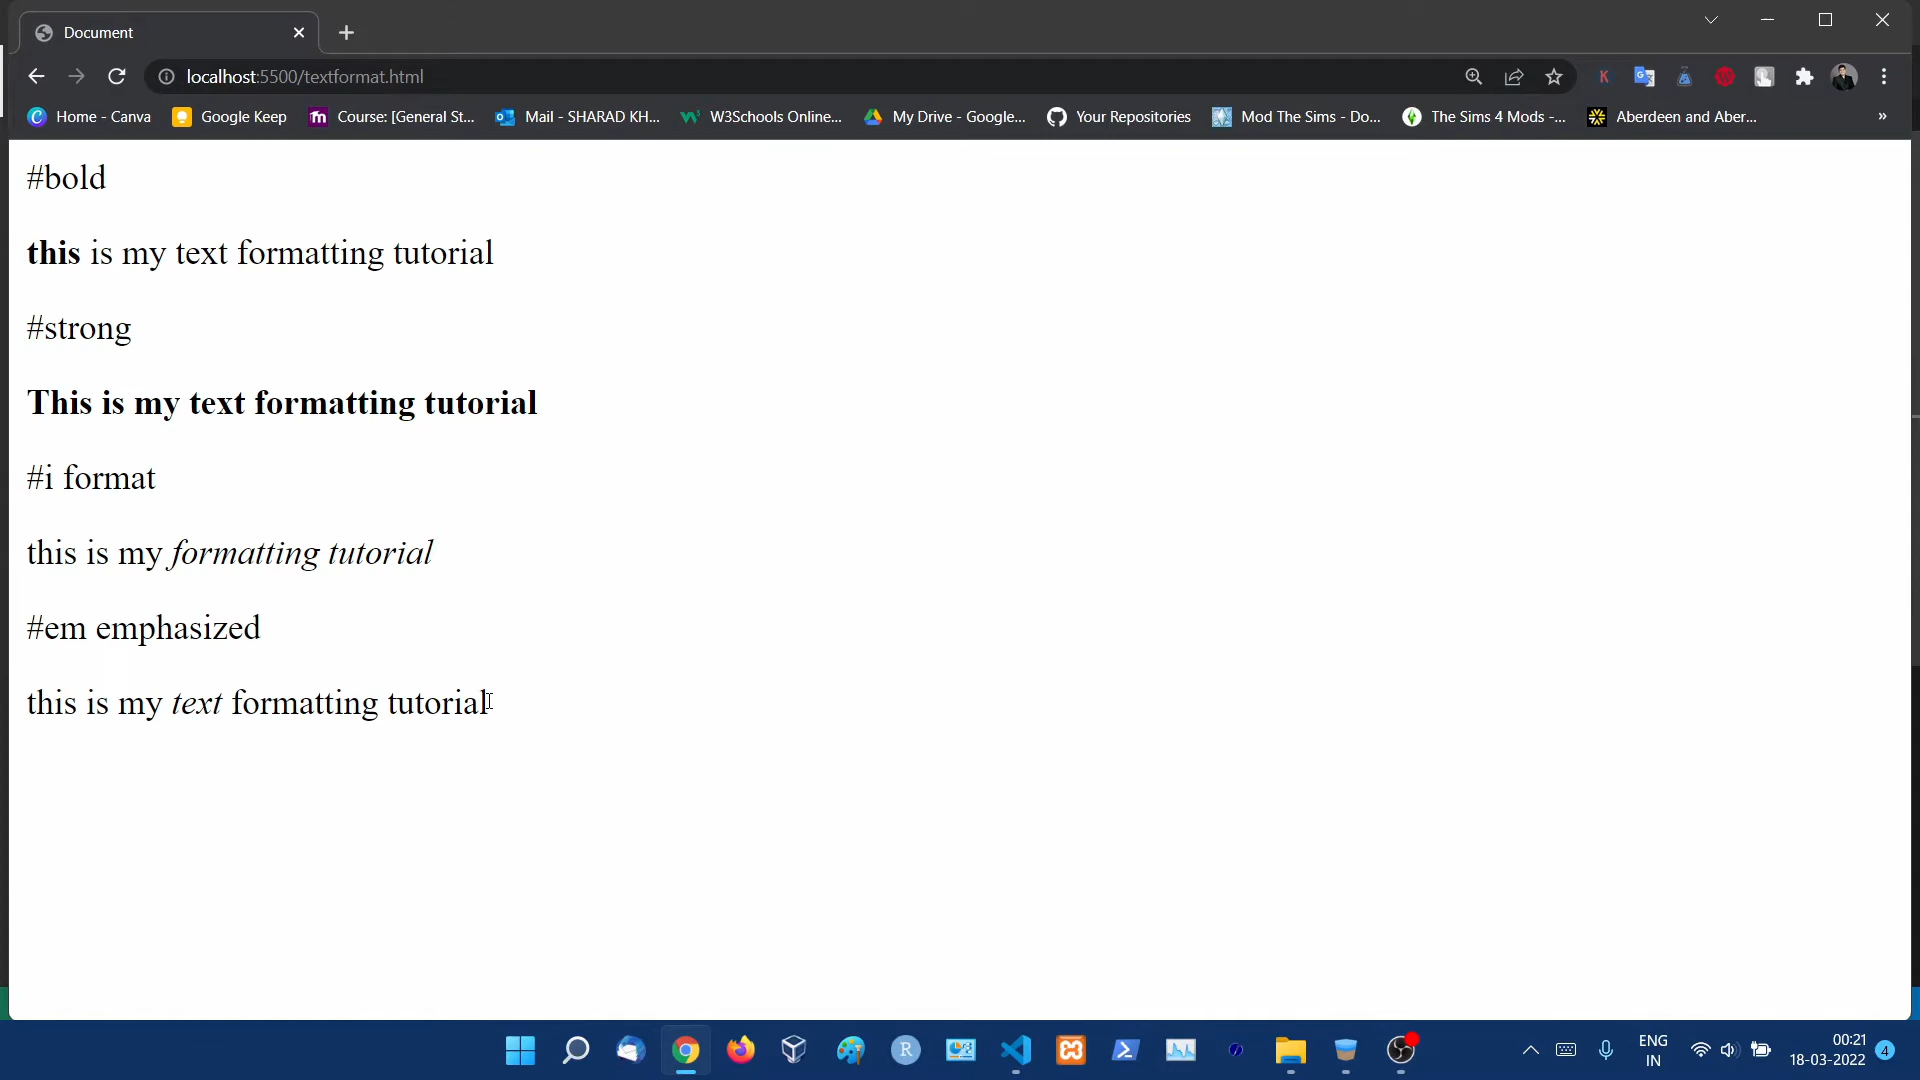 Document
localhost:5500/textformat.html
Home - Canva
Google Keep
Course: [General St...
Mail - SHARAD KH...
W3Schools Online...
My Drive - Google...
Your Repositories
Mod The Sims - Do...
The Sims 4 Mods -...
Aberdeen and Aber...
#bold
this is my text formatting tutorial
#strong
This is my text formatting tutorial
#i format
this is my formatting tutorial
#em emphasized
this is my text formatting tutorial
ENG
IN
00:21
18-03-2022
4